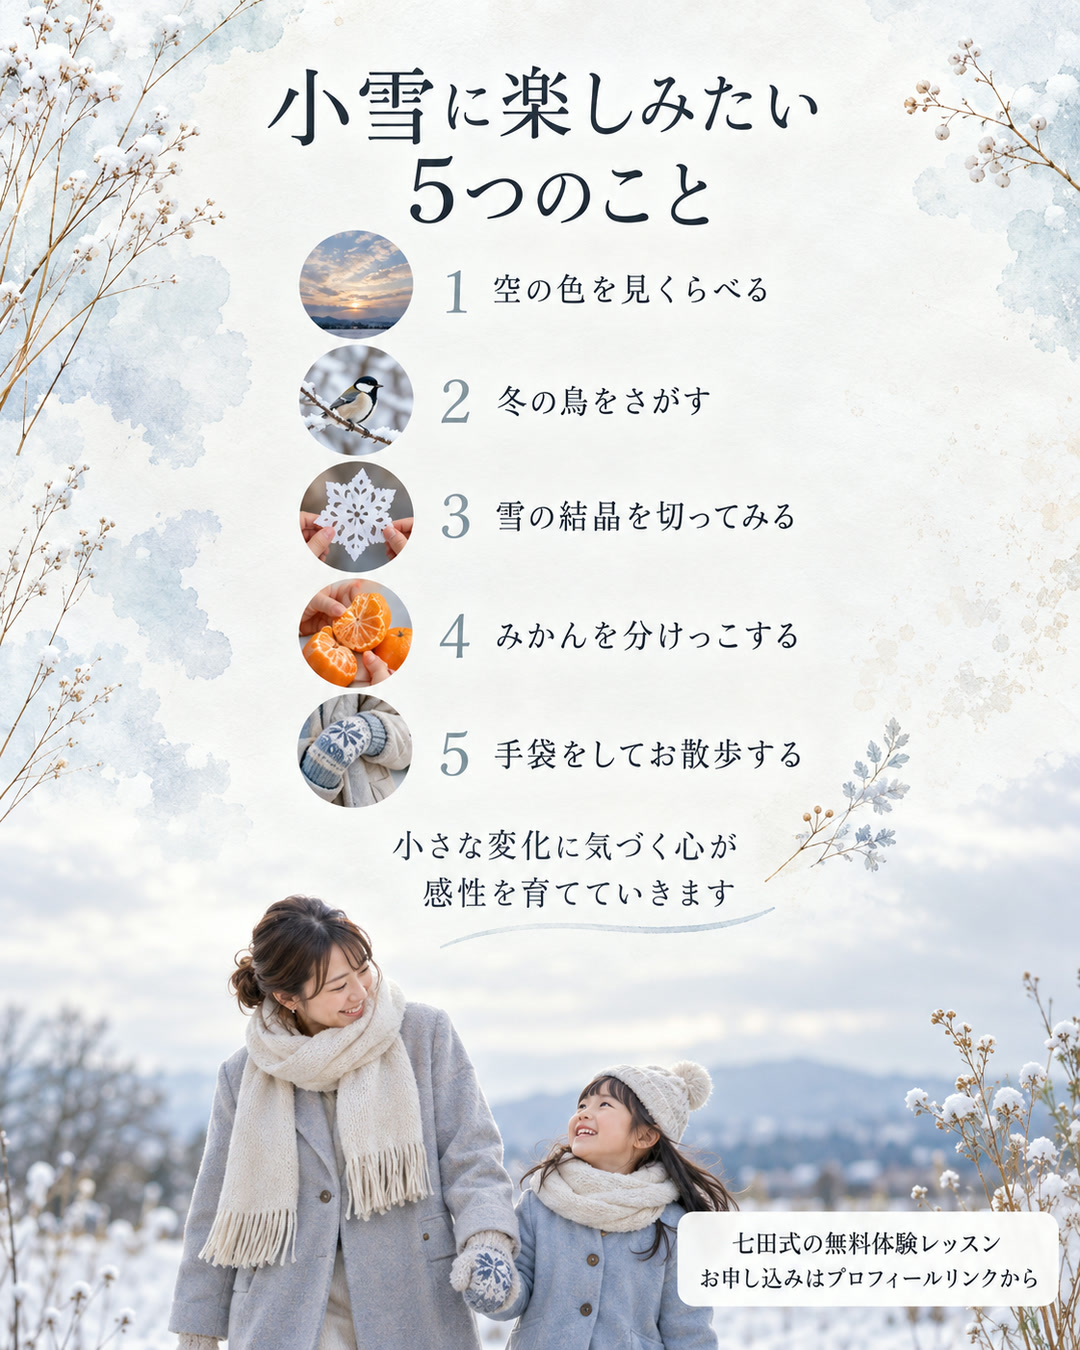 小雪に楽しみたい
5つのこと
1 空の色を見くらべる
2 冬の鳥をさがす
3 雪の結晶を切ってみる
4 みかんを分けっこする
5 手袋をしてお散歩する
小さな変化に気づく心が
感性を育てていきます
七田式の無料体験レッスン
お申し込みはプロフィールリンクから